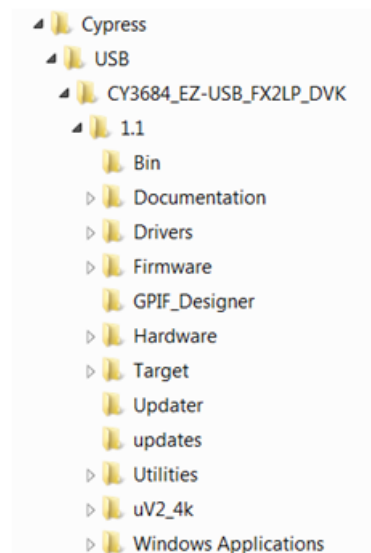 Cypress
USB
CY3684_EZ-USB_FX2LP_DVK
1.1
Bin
Documentation
Drivers
Firmware
GPIF_Designer
Hardware
Target
Updater
updates
Utilities
uV2_4k
Windows Applications